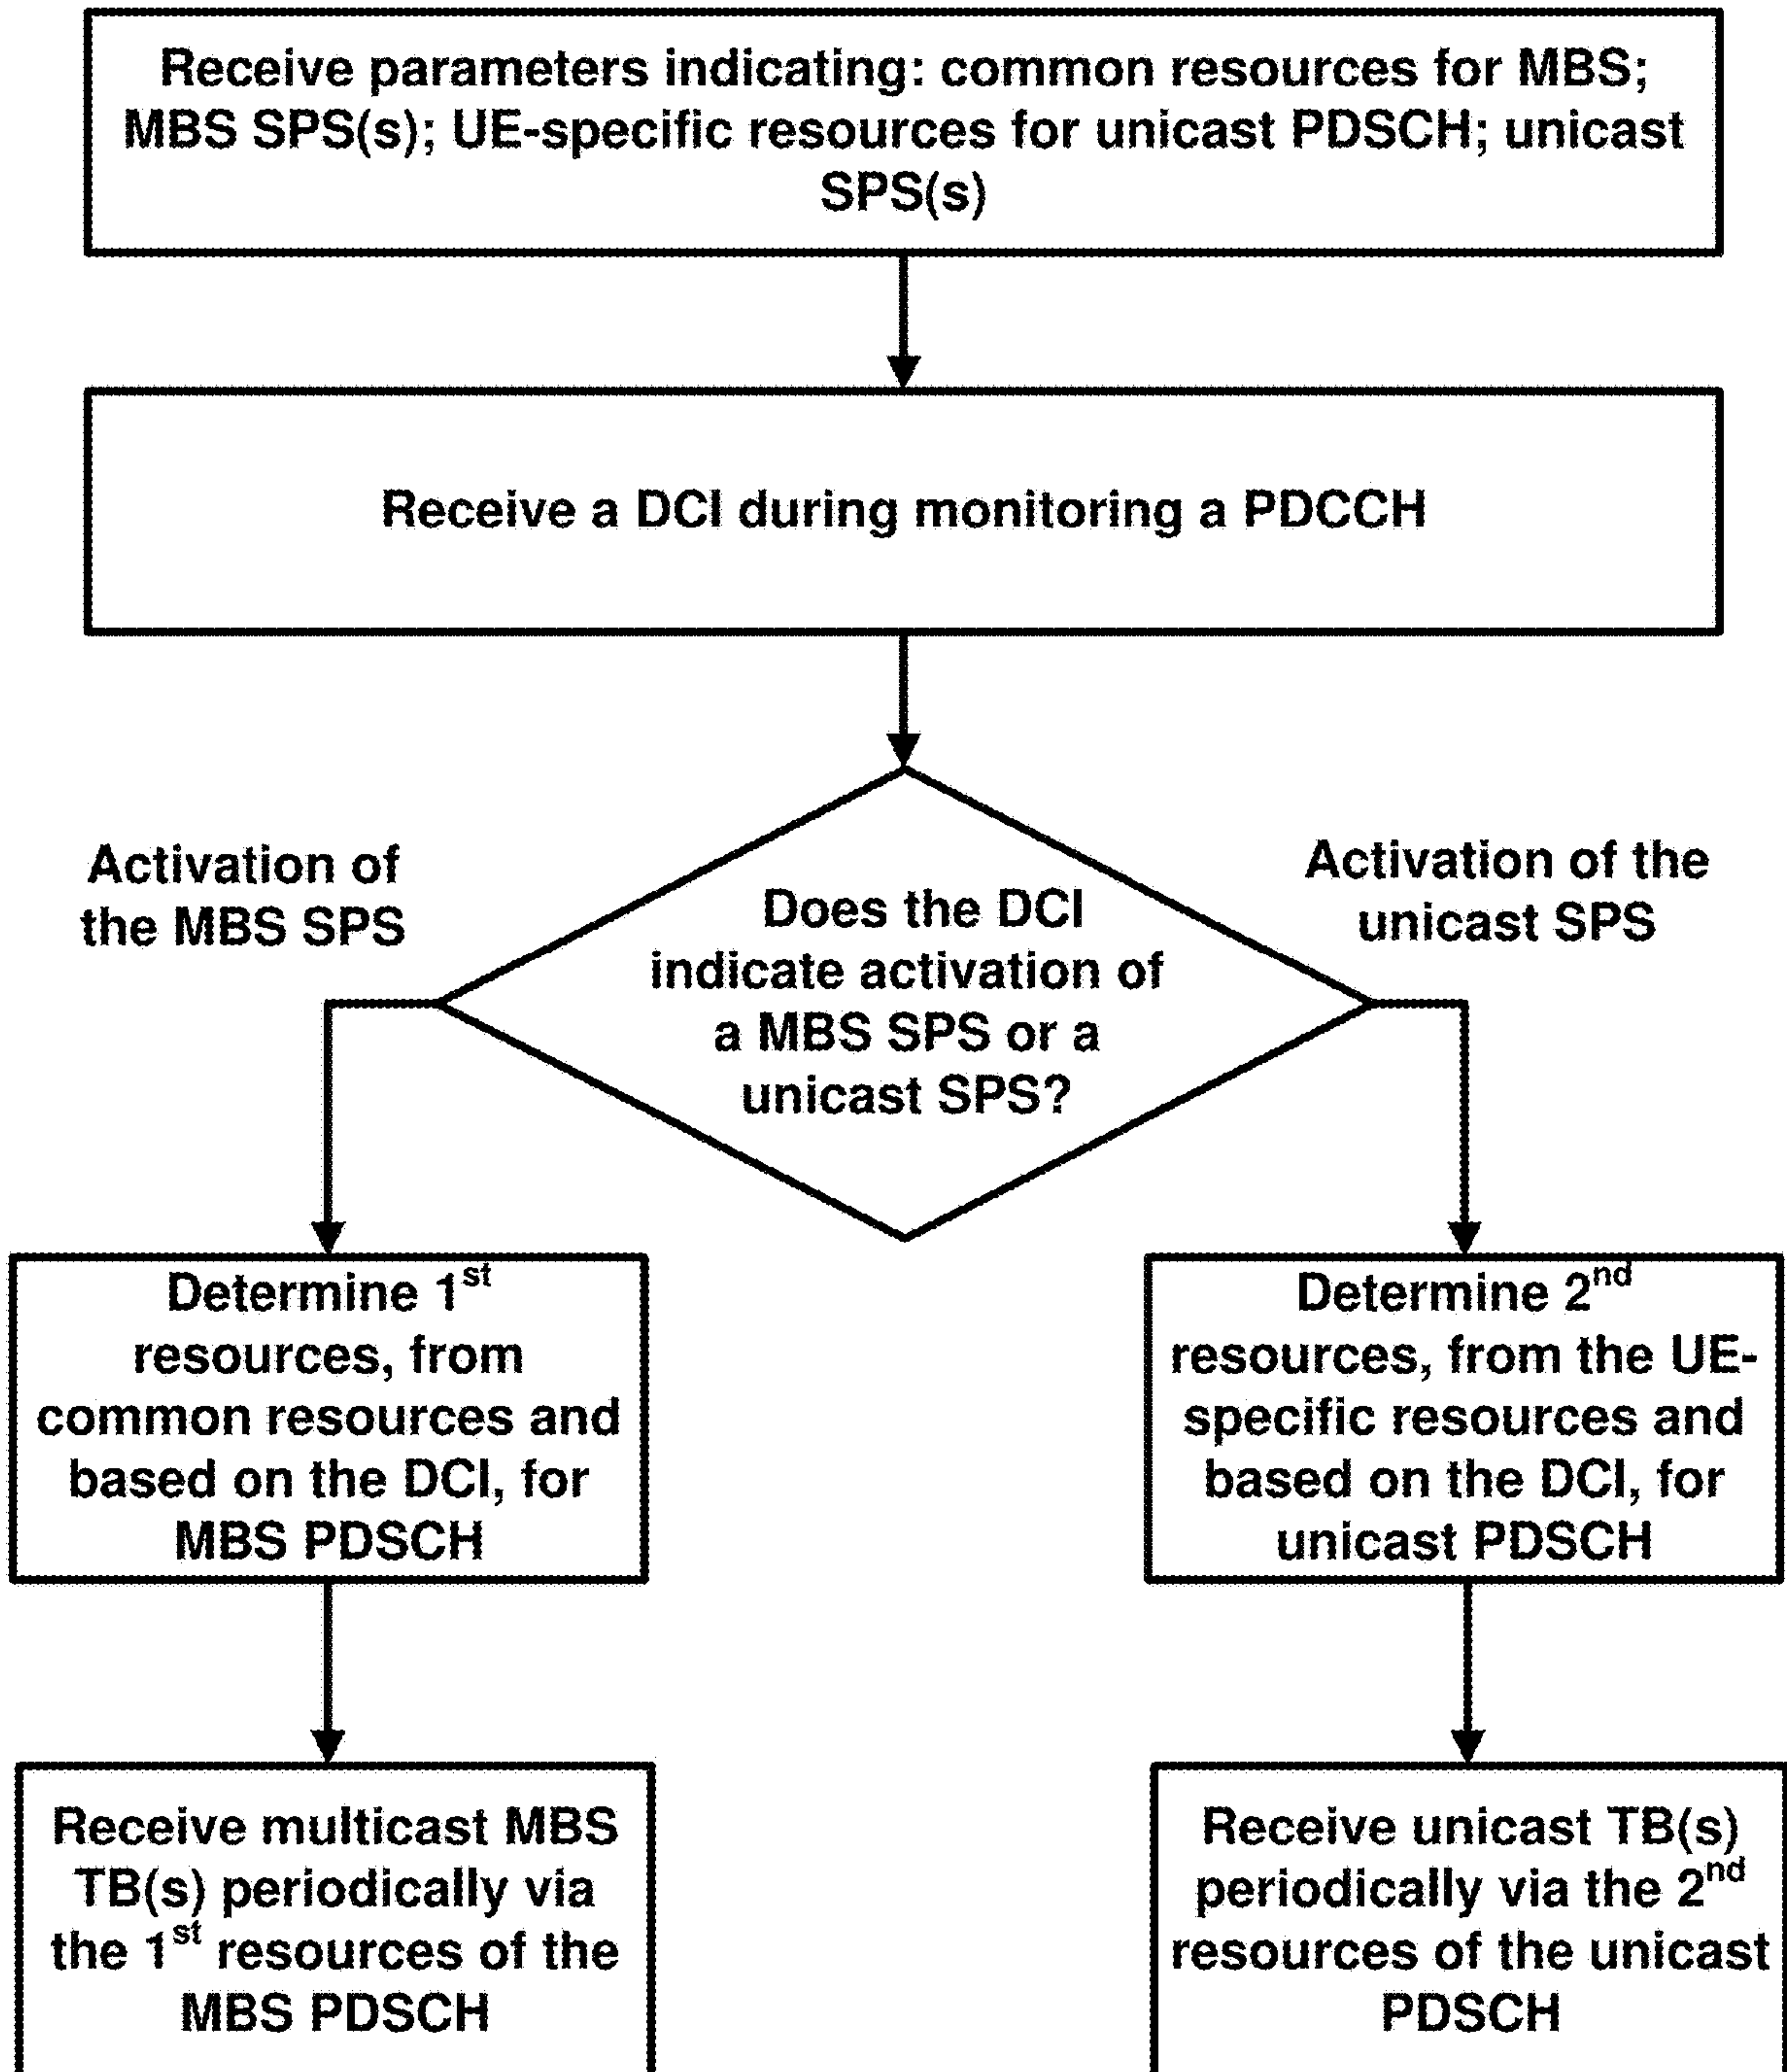 Receive parameters indicating: common resources for MBS;
MBS SPS(s); UE-specific resources for unicast PDSCH; unicast
SPS(s)
Receive a DCI during monitoring a PDCCH
Activation of
the MBS SPS
Does the DCI
indicate activation of
a MBS SPS or a
unicast SPS?
Activation of the
unicast SPS
Determine 1st
resources, from
common resources and
based on the DCI, for
MBS PDSCH
Determine 2nd
resources, from the UE-
specific resources and
based on the DCI, for
unicast PDSCH
Receive multicast MBS
TB(s) periodically via
the 1st resources of the
MBS PDSCH
Receive unicast TB(s)
periodically via the 2nd
resources of the unicast
PDSCH